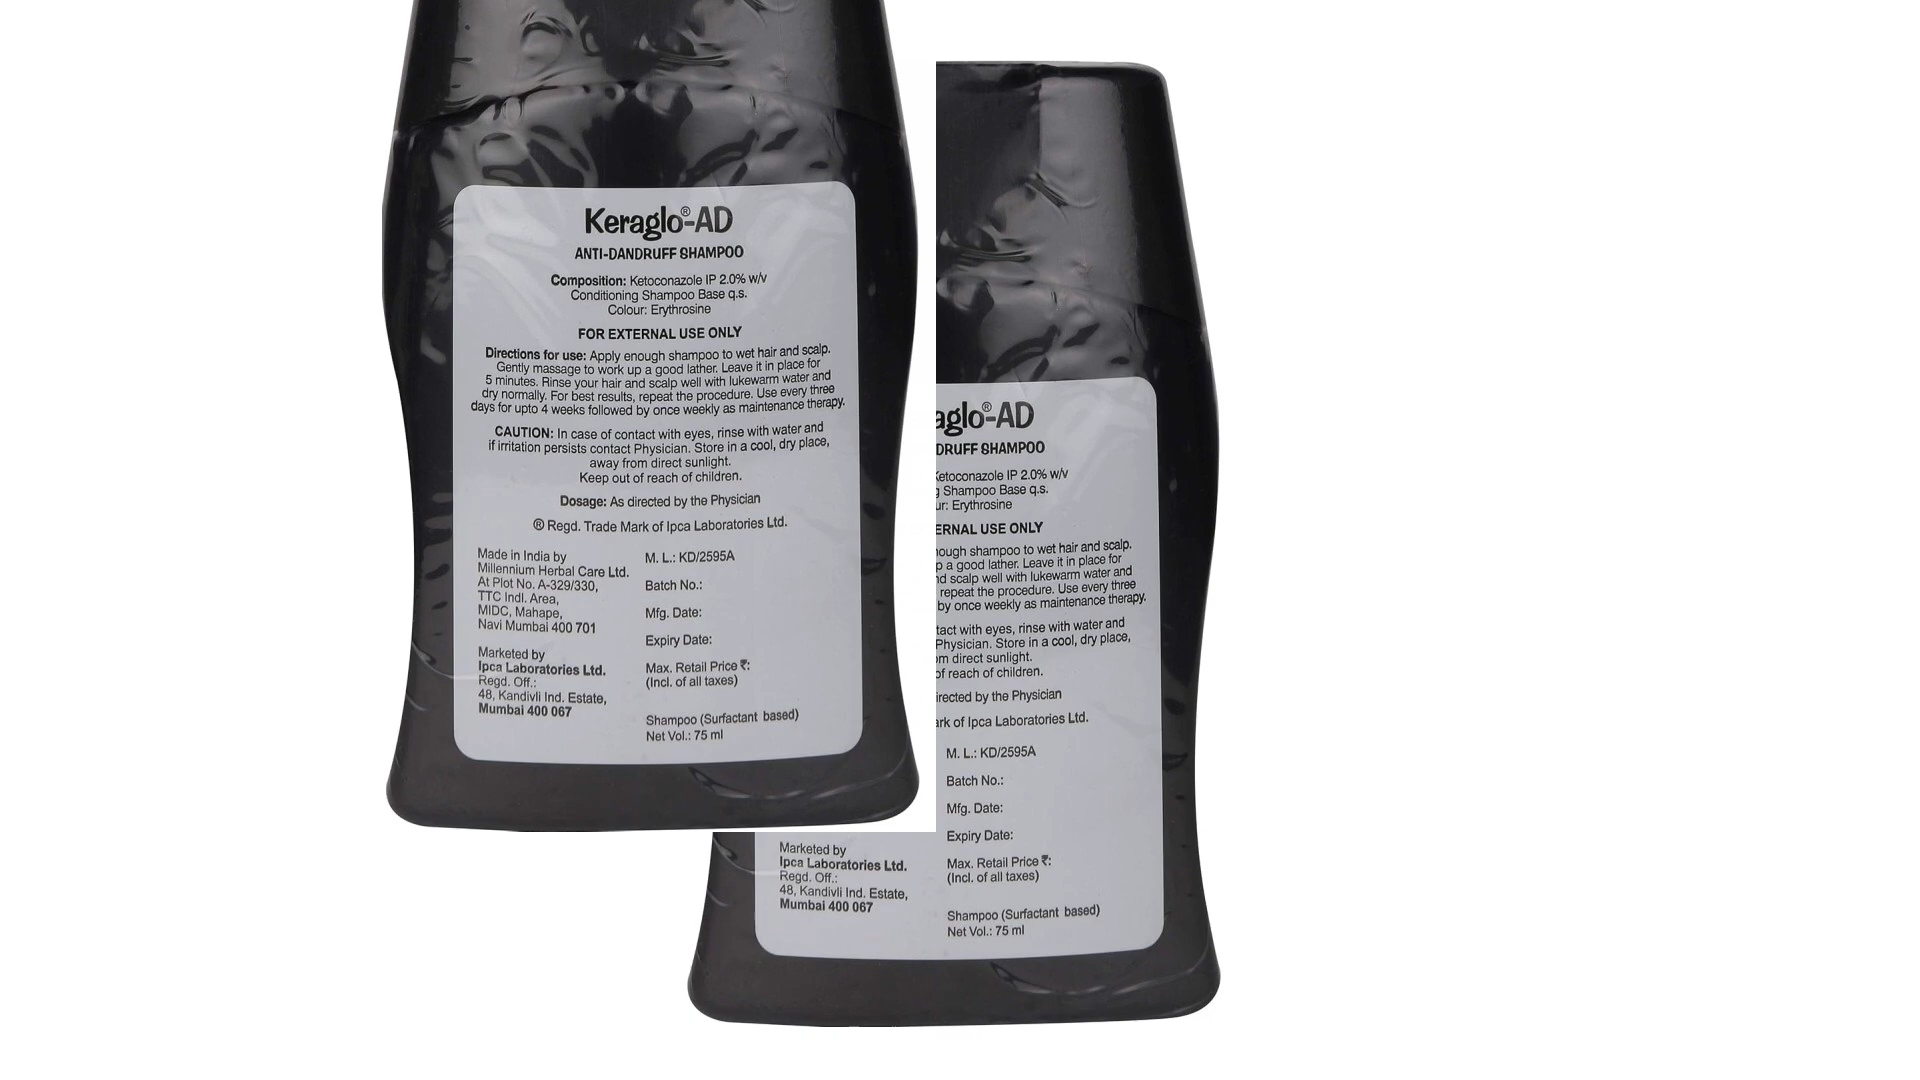 Keraglo®-AD
ANTI-DANDRUFF SHAMPOO
Composition: Ketoconazole IP 2.0% w/v
Conditioning Shampoo Base q.s.
Colour: Erythrosine
FOR EXTERNAL USE ONLY
Directions for use: Apply enough shampoo to wet hair and scalp.
Gently massage to work up a good lather. Leave it in place for
5 minutes. Rinse your hair and scalp well with lukewarm water and
dry normally. For best results, repeat the procedure. Use every three
days for upto 4 weeks followed by once weekly as maintenance therapy.
CAUTION: In case of contact with eyes, rinse with water and
if irritation persists contact Physician. Store in a cool, dry place,
away from direct sunlight.
Keep out of reach of children.
Dosage: As directed by the Physician
® Regd. Trade Mark of Ipca Laboratories Ltd.
Made in India by
Millennium Herbal Care Ltd.
At Plot No. A-329/330,
TTC Indl. Area,
MIDC, Mahape,
Navi Mumbai 400 701
Marketed by
Ipca Laboratories Ltd.
Regd. Off.:
48, Kandivli Ind. Estate,
Mumbai 400 067
M. L.: KD/2595A
Batch No.:
Mfg. Date:
Expiry Date:
Max. Retail Price ₹:
(Incl. of all taxes)
Shampoo (Surfactant based)
Net Vol.: 75 ml
aglo®-AD
DRUFF SHAMPOO
Ketoconazole IP 2.0% w/v
g Shampoo Base q.s.
ur: Erythrosine
ERNAL USE ONLY
nough shampoo to wet hair and scalp.
p a good lather. Leave it in place for
nd scalp well with lukewarm water and
repeat the procedure. Use every three
by once weekly as maintenance therapy.
tact with eyes, rinse with water and
Physician. Store in a cool, dry place,
om direct sunlight.
of reach of children.
irected by the Physician
ark of Ipca Laboratories Ltd.
Marketed by
Ipca Laboratories Ltd.
Regd. Off.:
48, Kandivli Ind. Estate,
Mumbai 400 067
M. L.: KD/2595A
Batch No.:
Mfg. Date:
Expiry Date:
Max. Retail Price ₹:
(Incl. of all taxes)
Shampoo (Surfactant based)
Net Vol.: 75 ml